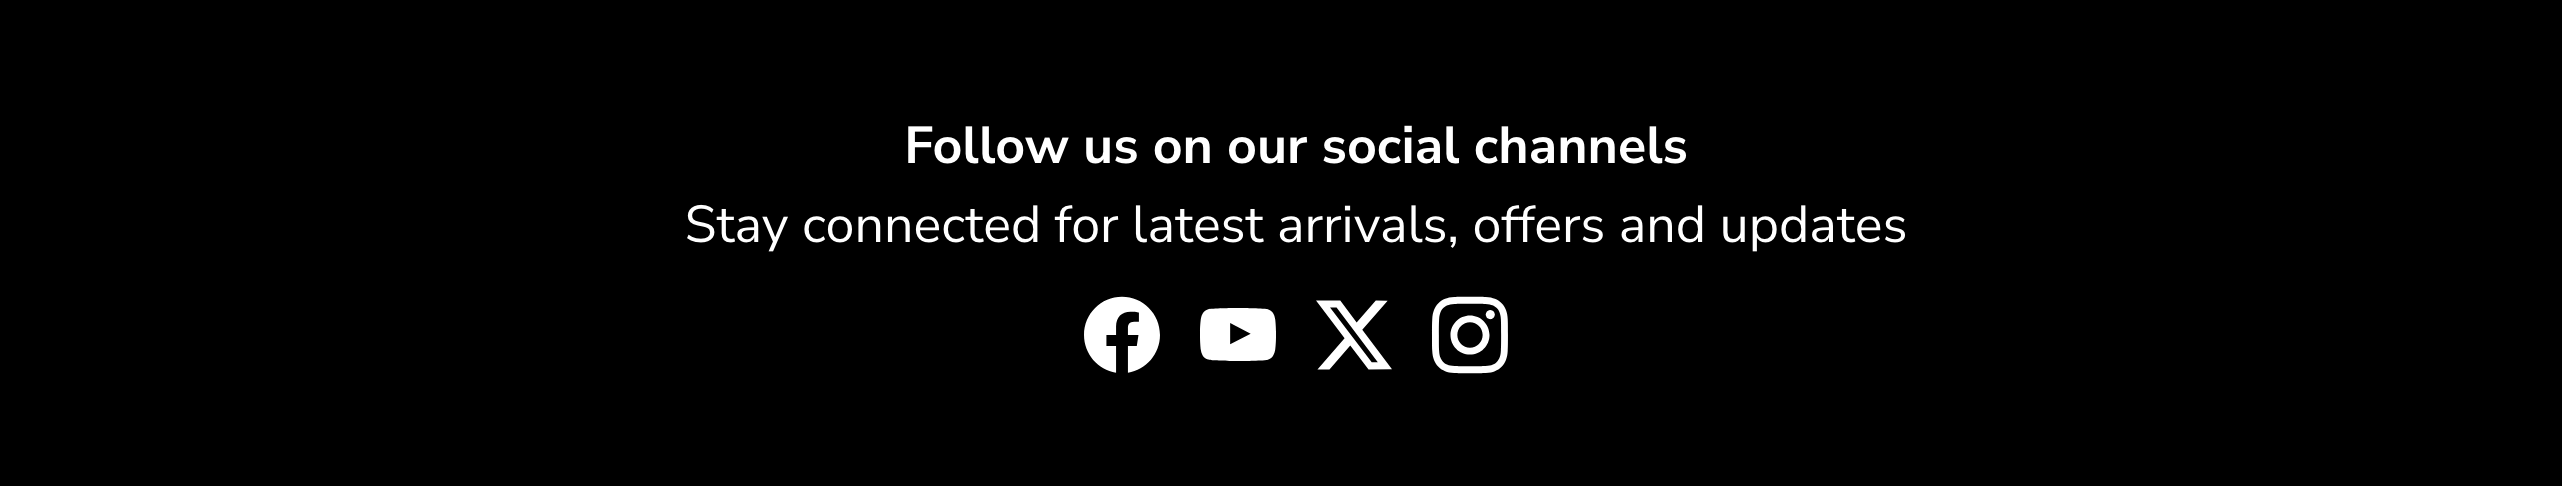 Follow us on our social channels
Stay connected for latest arrivals, offers and updates